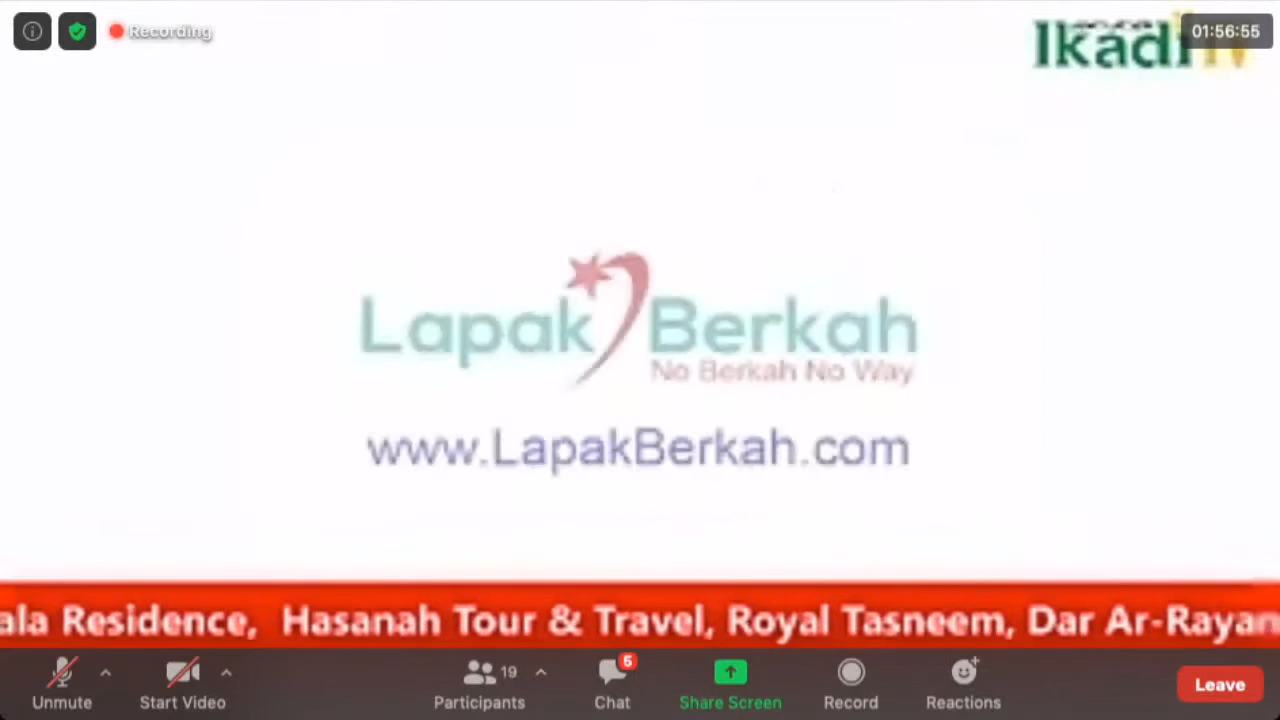 Recording
Ikadi TV
01:56:55
Lapak Berkah
No Berkah No Way
www.LapakBerkah.com
ala Residence, Hasanah Tour & Travel, Royal Tasneem, Dar Ar-Rayan
Unmute
Start Video
19
Participants
5
Chat
Share Screen
Record
Reactions
Leave